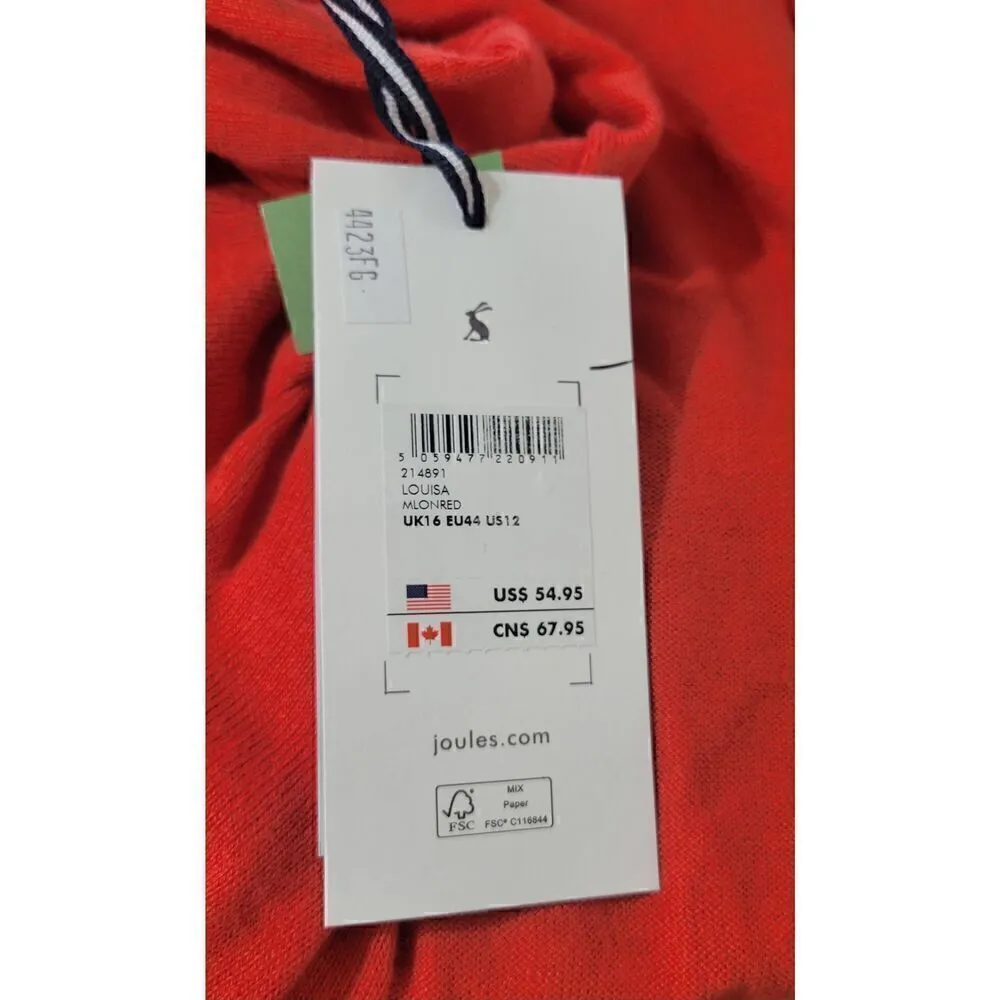 4423FG.
5 059477 220911
214891
LOUISA
MLONRED
UK16 EU44 US12
US$ 54.95
CN$ 67.95
joules.com
MIX
Paper
FSC
FSC® C116844